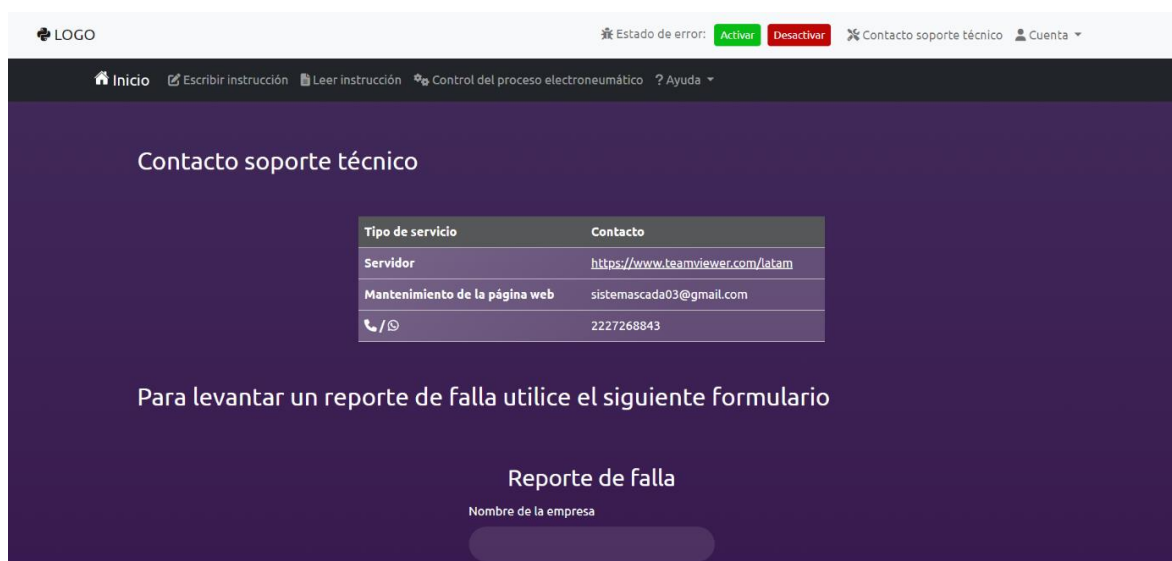 LOGO Estado de error: Activar Desactivar Contacto soporte técnico Cuenta
Inicio Escribir instrucción Leer instrucción Control del proceso electroneumático ? Ayuda
Contacto soporte técnico
Tipo de servicio Contacto
Servidor https://www.teamviewer.com/latam
Mantenimiento de la página web sistemascada03@gmail.com
/ 2227268843
Para levantar un reporte de falla utilice el siguiente formulario
Reporte de falla
Nombre de la empresa